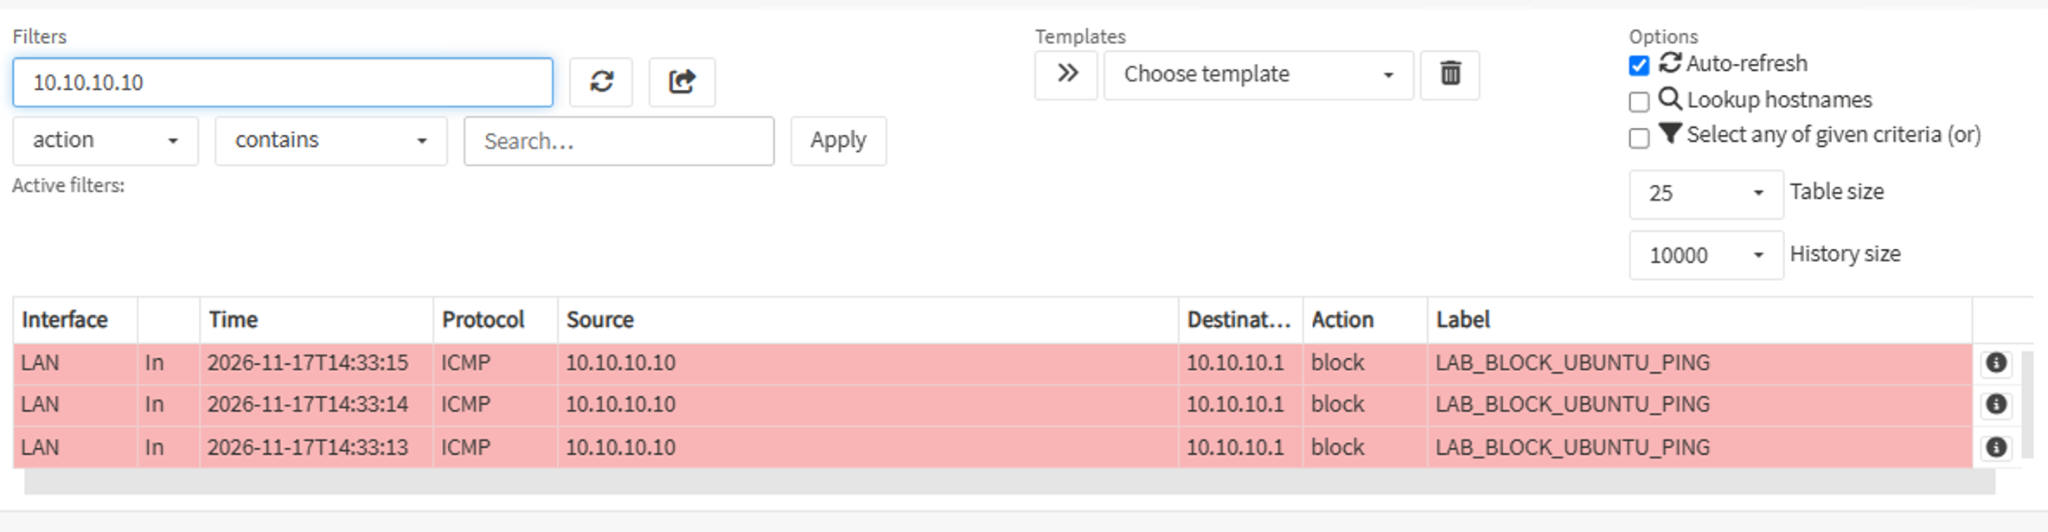 Filters Templates Options
10.10.10.10 Choose template Auto-refresh
Lookup hostnames
action contains Search... Apply Select any of given criteria (or)
Active filters: 25 Table size
10000 History size
Interface Time Protocol Source Destinat... Action Label
LAN In 2026-11-17T14:33:15 ICMP 10.10.10.10 10.10.10.1 block LAB_BLOCK_UBUNTU_PING
LAN In 2026-11-17T14:33:14 ICMP 10.10.10.10 10.10.10.1 block LAB_BLOCK_UBUNTU_PING
LAN In 2026-11-17T14:33:13 ICMP 10.10.10.10 10.10.10.1 block LAB_BLOCK_UBUNTU_PING